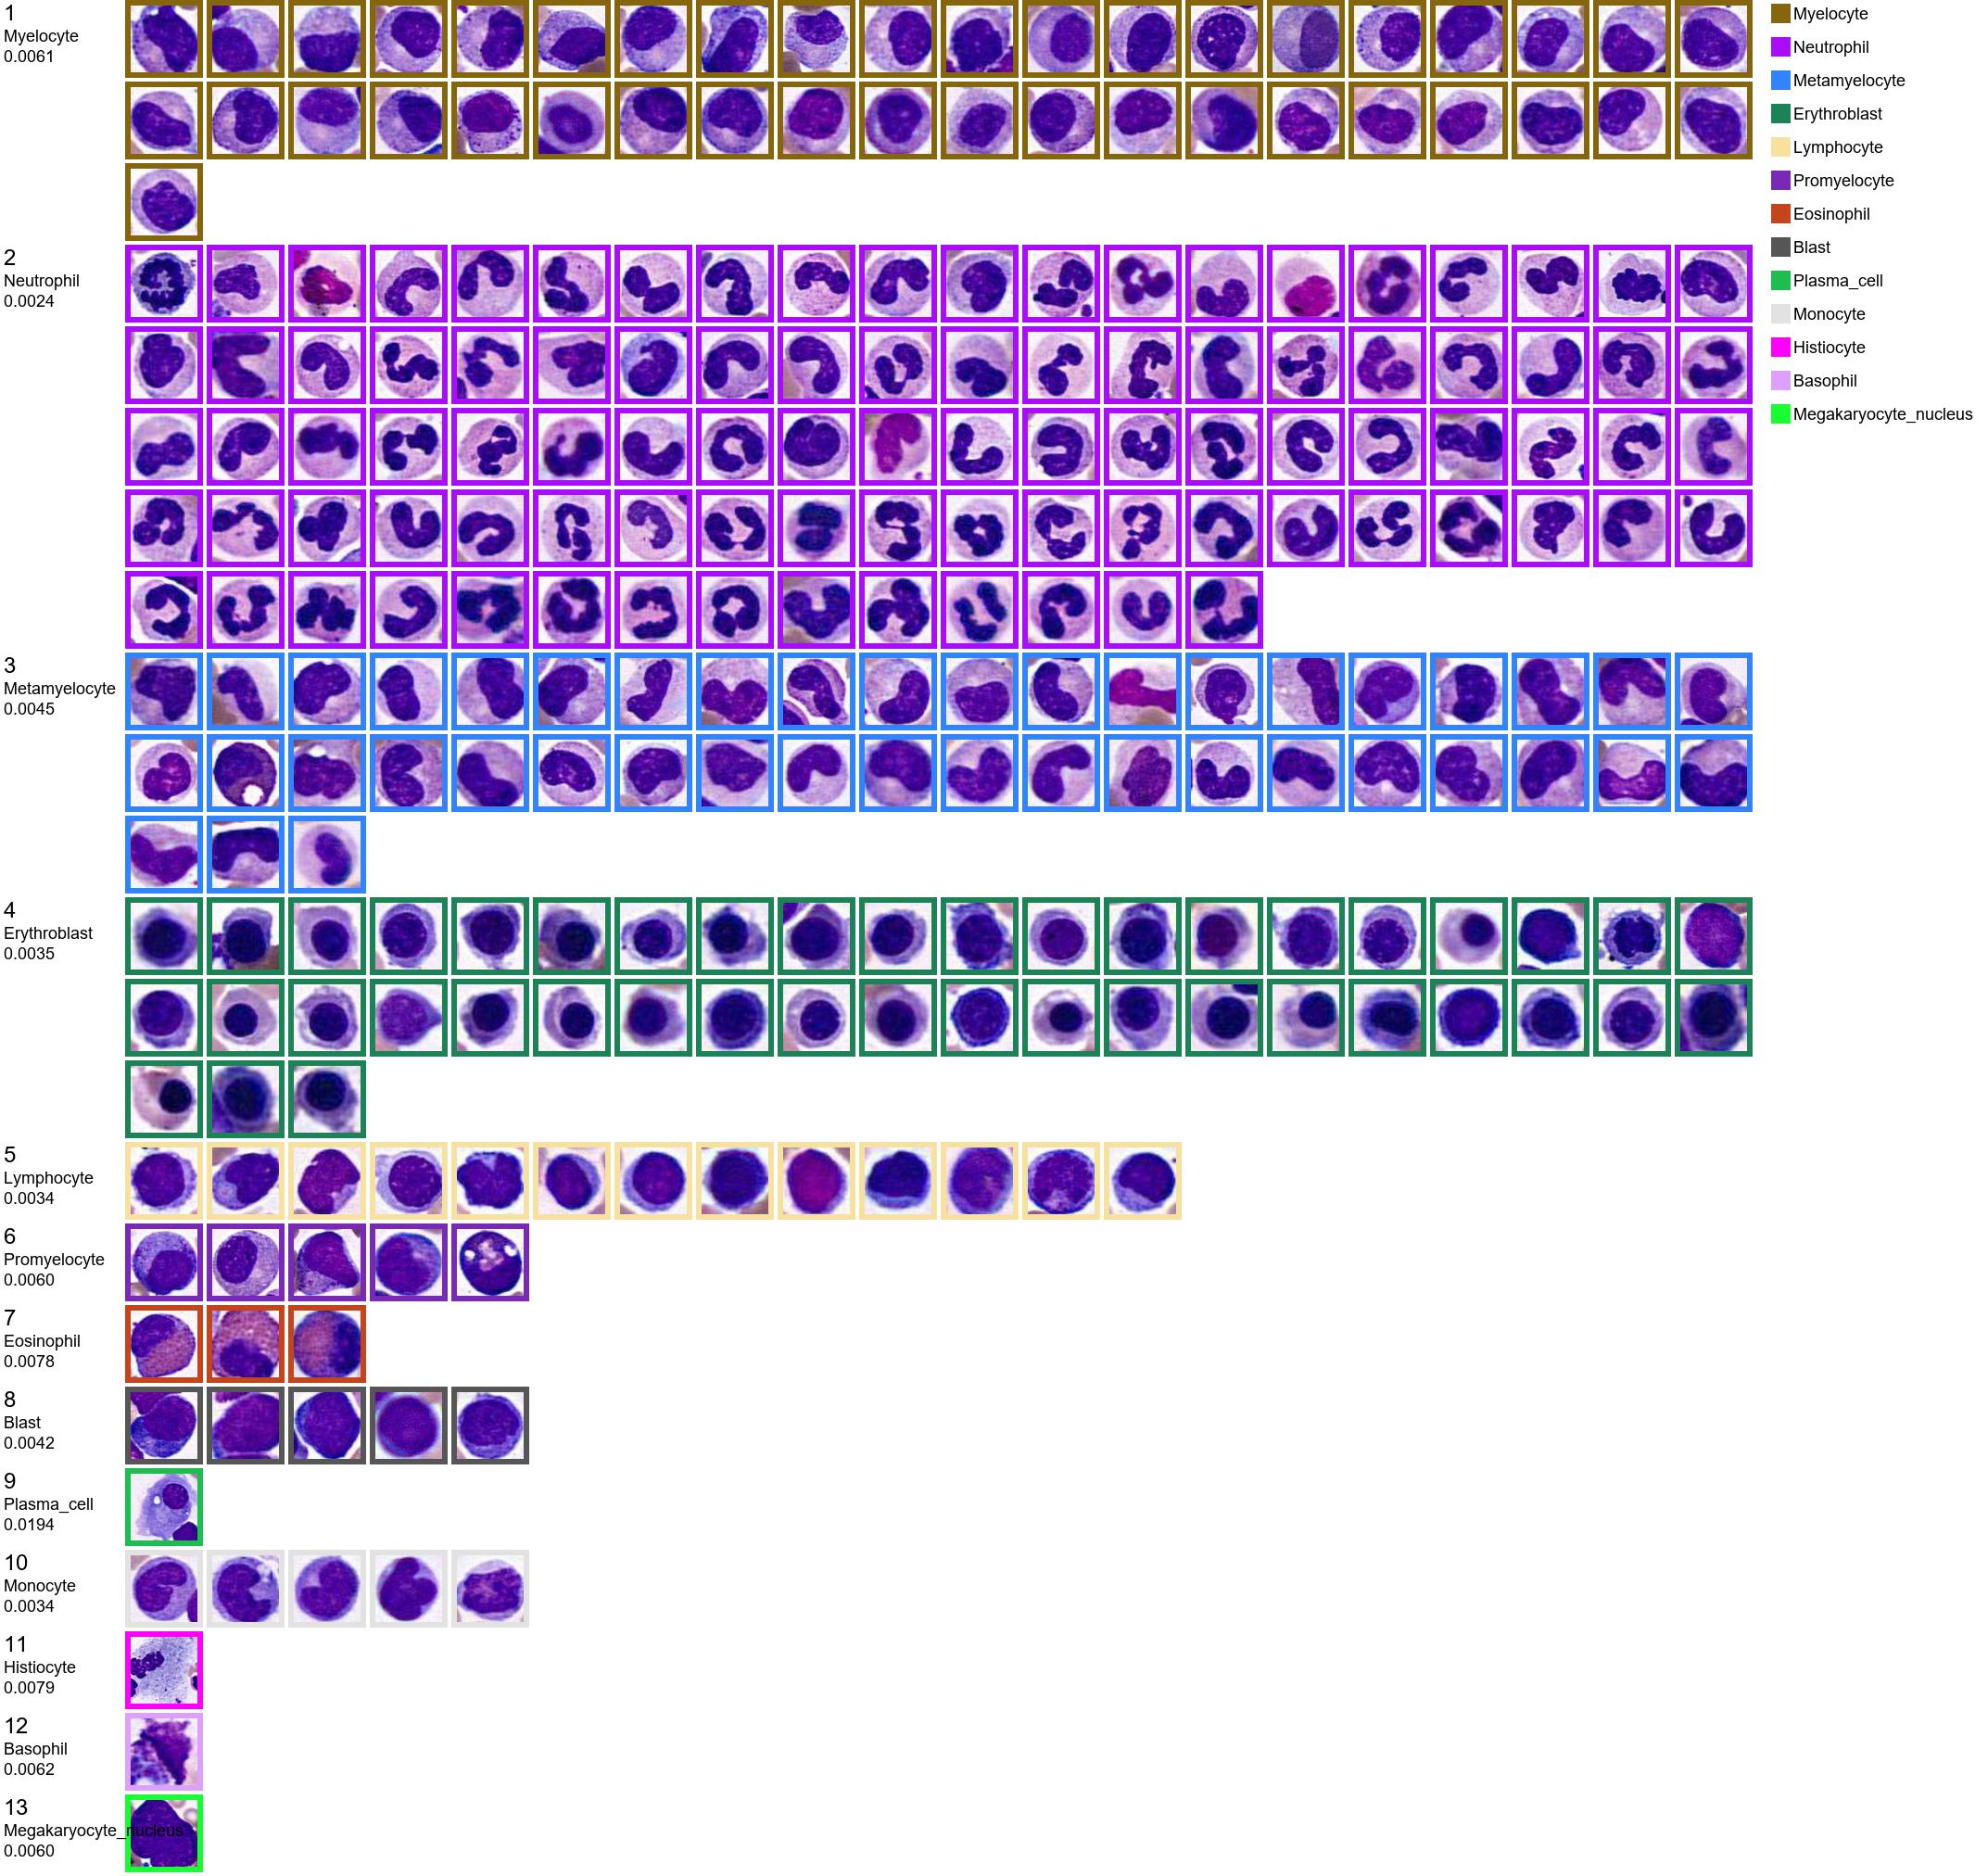 1
Myelocyte
0.0061
2
Neutrophil
0.0024
3
Metamyelocyte
0.0045
4
Erythroblast
0.0035
5
Lymphocyte
0.0034
6
Promyelocyte
0.0060
7
Eosinophil
0.0078
8
Blast
0.0042
9
Plasma_cell
0.0194
10
Monocyte
0.0034
11
Histiocyte
0.0079
12
Basophil
0.0062
13
Megakaryocyte_nucleus
0.0060
Myelocyte
Neutrophil
Metamyelocyte
Erythroblast
Lymphocyte
Promyelocyte
Eosinophil
Blast
Plasma_cell
Monocyte
Histiocyte
Basophil
Megakaryocyte_nucleus